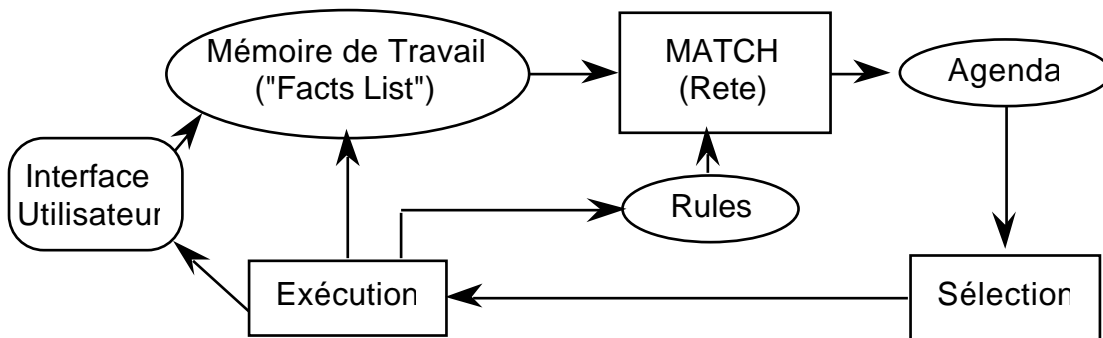 Mémoire de Travail
("Facts List")
MATCH
(Rete)
Agenda
Interface
Utilisateur
Rules
Exécution
Sélection